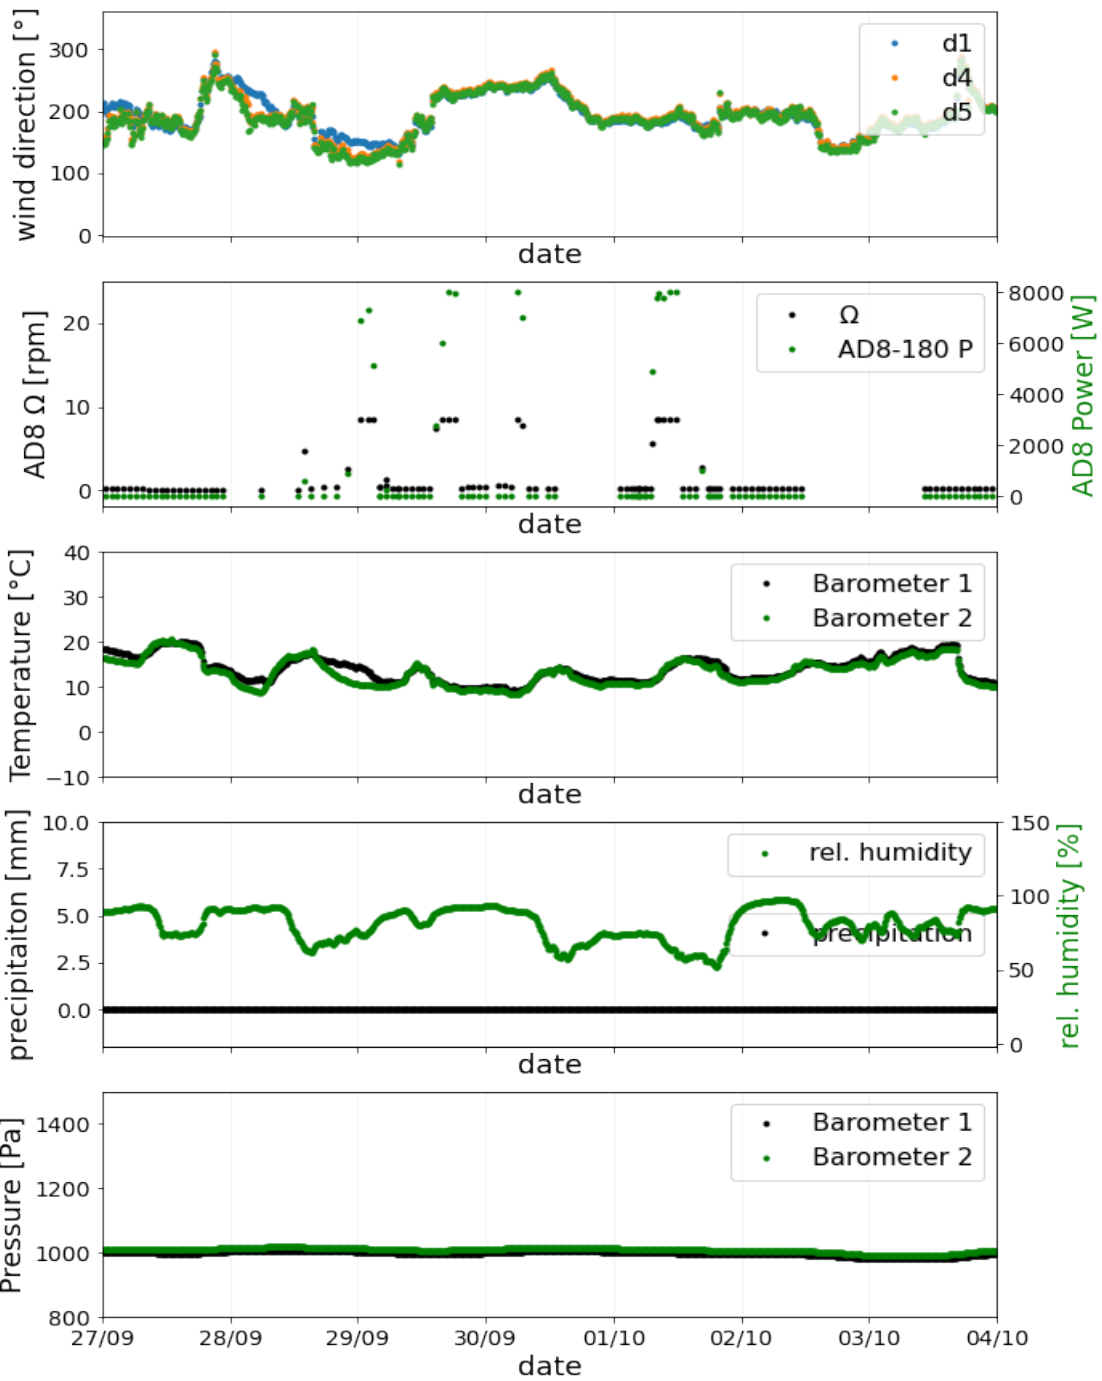 wind direction [°]
300
200
100
0
d1
d4
d5
date
AD8 Ω [rpm]
20
10
0
Ω
AD8-180 P
8000
6000
4000
2000
0
AD8 Power [W]
date
Temperature [°C]
40
30
20
10
0
−10
Barometer 1
Barometer 2
date
precipitaiton [mm]
10.0
7.5
5.0
2.5
0.0
rel. humidity
precipitation
150
100
50
0
rel. humidity [%]
date
Pressure [Pa]
1400
1200
1000
800
Barometer 1
Barometer 2
27/09 28/09 29/09 30/09 01/10 02/10 03/10 04/10
date